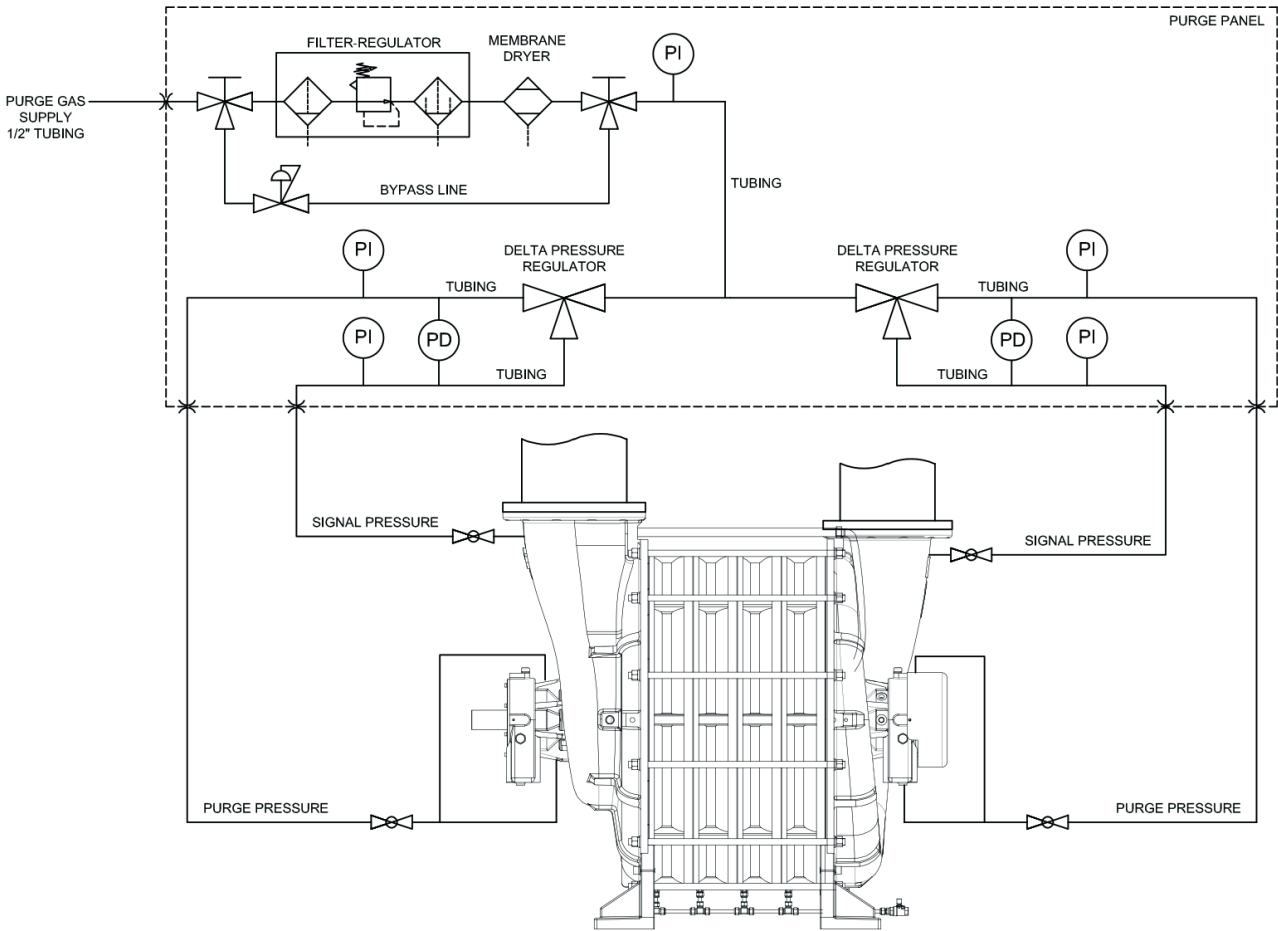 PURGE PANEL
FILTER-REGULATOR
MEMBRANE
DRYER
PI
PURGE GAS
SUPPLY
1/2" TUBING
BYPASS LINE
TUBING
PI
DELTA PRESSURE
REGULATOR
DELTA PRESSURE
REGULATOR
PI
TUBING
TUBING
PI
PD
PD
PI
TUBING
TUBING
SIGNAL PRESSURE
SIGNAL PRESSURE
PURGE PRESSURE
PURGE PRESSURE